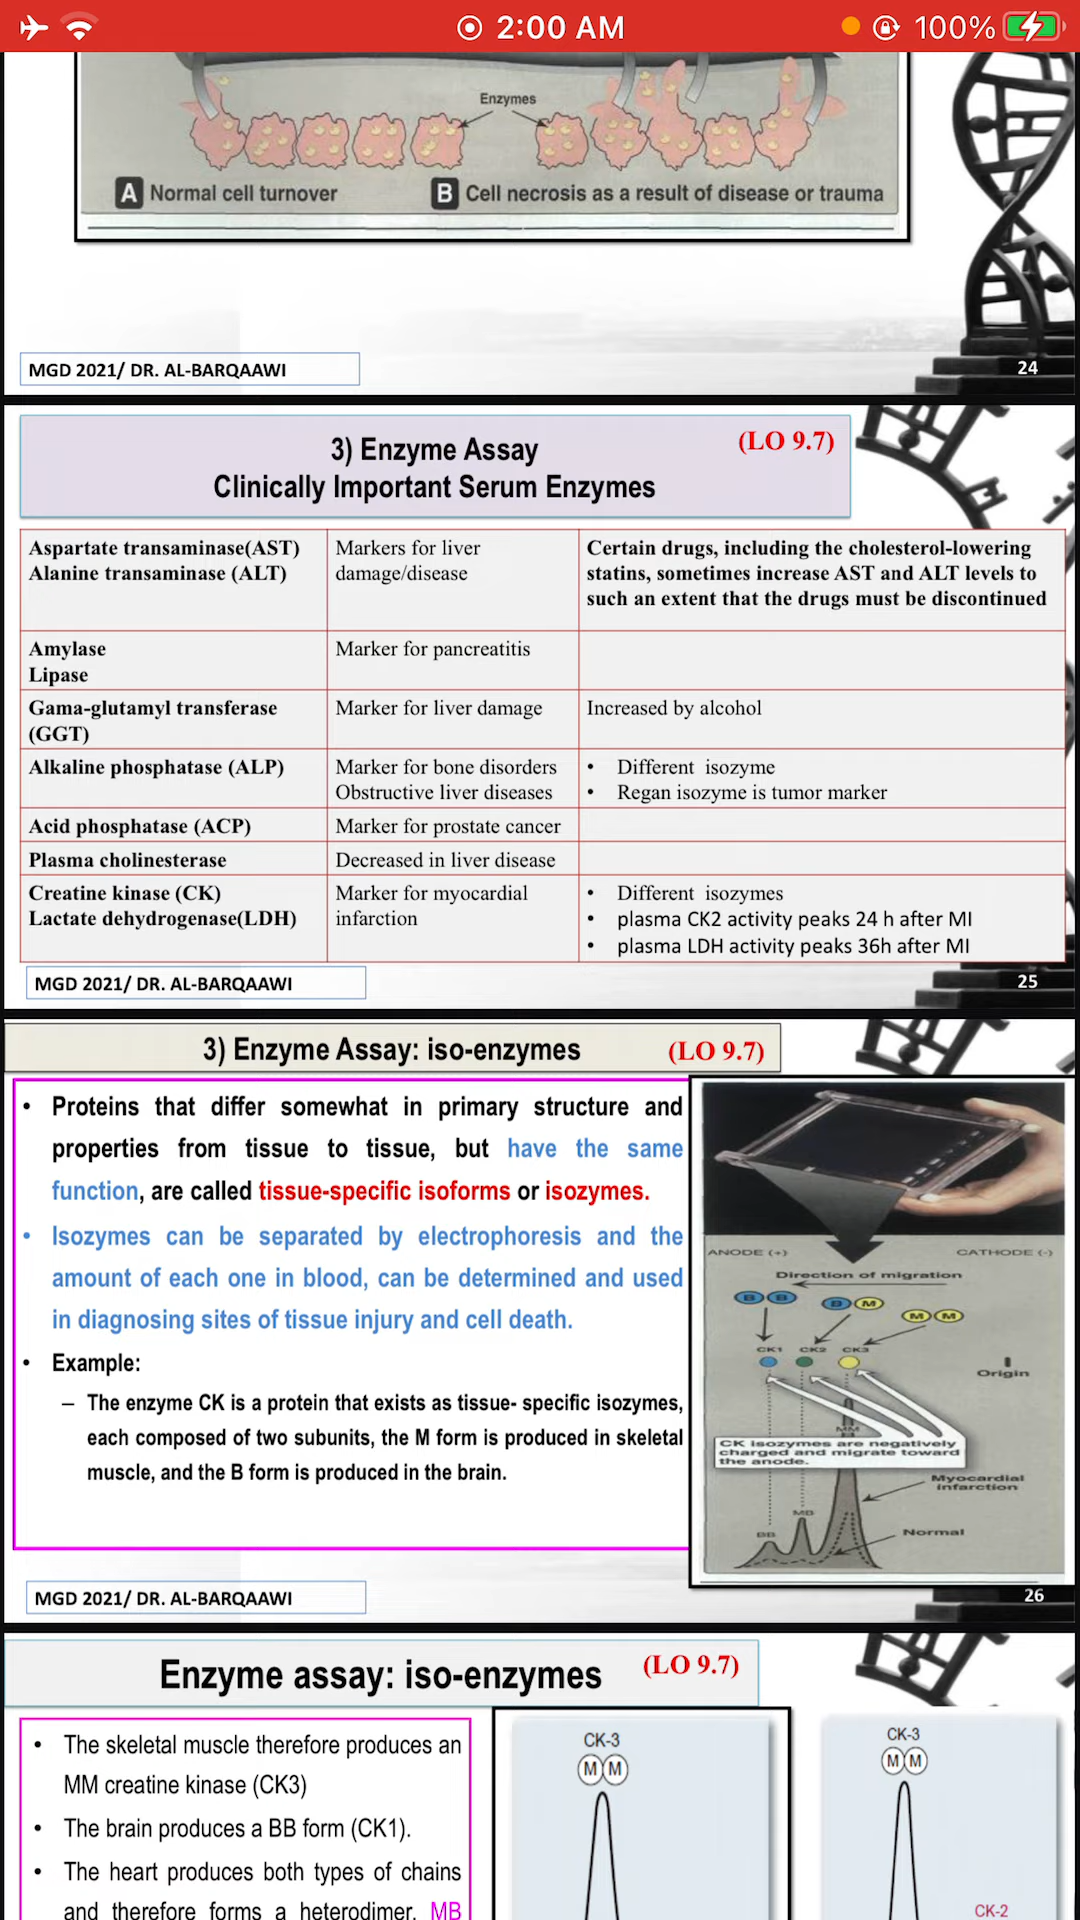 2:00 AM
100%
Enzymes
A Normal cell turnover
B Cell necrosis as a result of disease or trauma
MGD 2021/ DR. AL-BARQAAWI
24
3) Enzyme Assay
(LO 9.7)
Clinically Important Serum Enzymes
Aspartate transaminase(AST)
Alanine transaminase (ALT)
Markers for liver
damage/disease
Certain drugs, including the cholesterol-lowering
statins, sometimes increase AST and ALT levels to
such an extent that the drugs must be discontinued
Amylase
Lipase
Marker for pancreatitis
Gama-glutamyl transferase
(GGT)
Marker for liver damage
Increased by alcohol
Alkaline phosphatase (ALP)
Marker for bone disorders
Obstructive liver diseases
• Different isozyme
• Regan isozyme is tumor marker
Acid phosphatase (ACP)
Marker for prostate cancer
Plasma cholinesterase
Decreased in liver disease
Creatine kinase (CK)
Lactate dehydrogenase(LDH)
Marker for myocardial
infarction
• Different isozymes
• plasma CK2 activity peaks 24 h after MI
• plasma LDH activity peaks 36h after MI
MGD 2021/ DR. AL-BARQAAWI
25
3) Enzyme Assay: iso-enzymes
(LO 9.7)
• Proteins that differ somewhat in primary structure and
properties from tissue to tissue, but have the same
function, are called tissue-specific isoforms or isozymes.
• Isozymes can be separated by electrophoresis and the
amount of each one in blood, can be determined and used
in diagnosing sites of tissue injury and cell death.
• Example:
– The enzyme CK is a protein that exists as tissue- specific isozymes,
each composed of two subunits, the M form is produced in skeletal
muscle, and the B form is produced in the brain.
ANODE (+)
CATHODE (-)
Direction of migration
B B
B M
M M
CK1 CK2 CK3
Origin
MM
CK isozymes are negatively
charged and migrate toward
the anode.
Myocardial
infarction
MB
BB
Normal
MGD 2021/ DR. AL-BARQAAWI
26
Enzyme assay: iso-enzymes
(LO 9.7)
• The skeletal muscle therefore produces an
MM creatine kinase (CK3)
• The brain produces a BB form (CK1).
• The heart produces both types of chains
and therefore forms a heterodimer, MB
CK-3
M M
CK-3
M M
CK-2